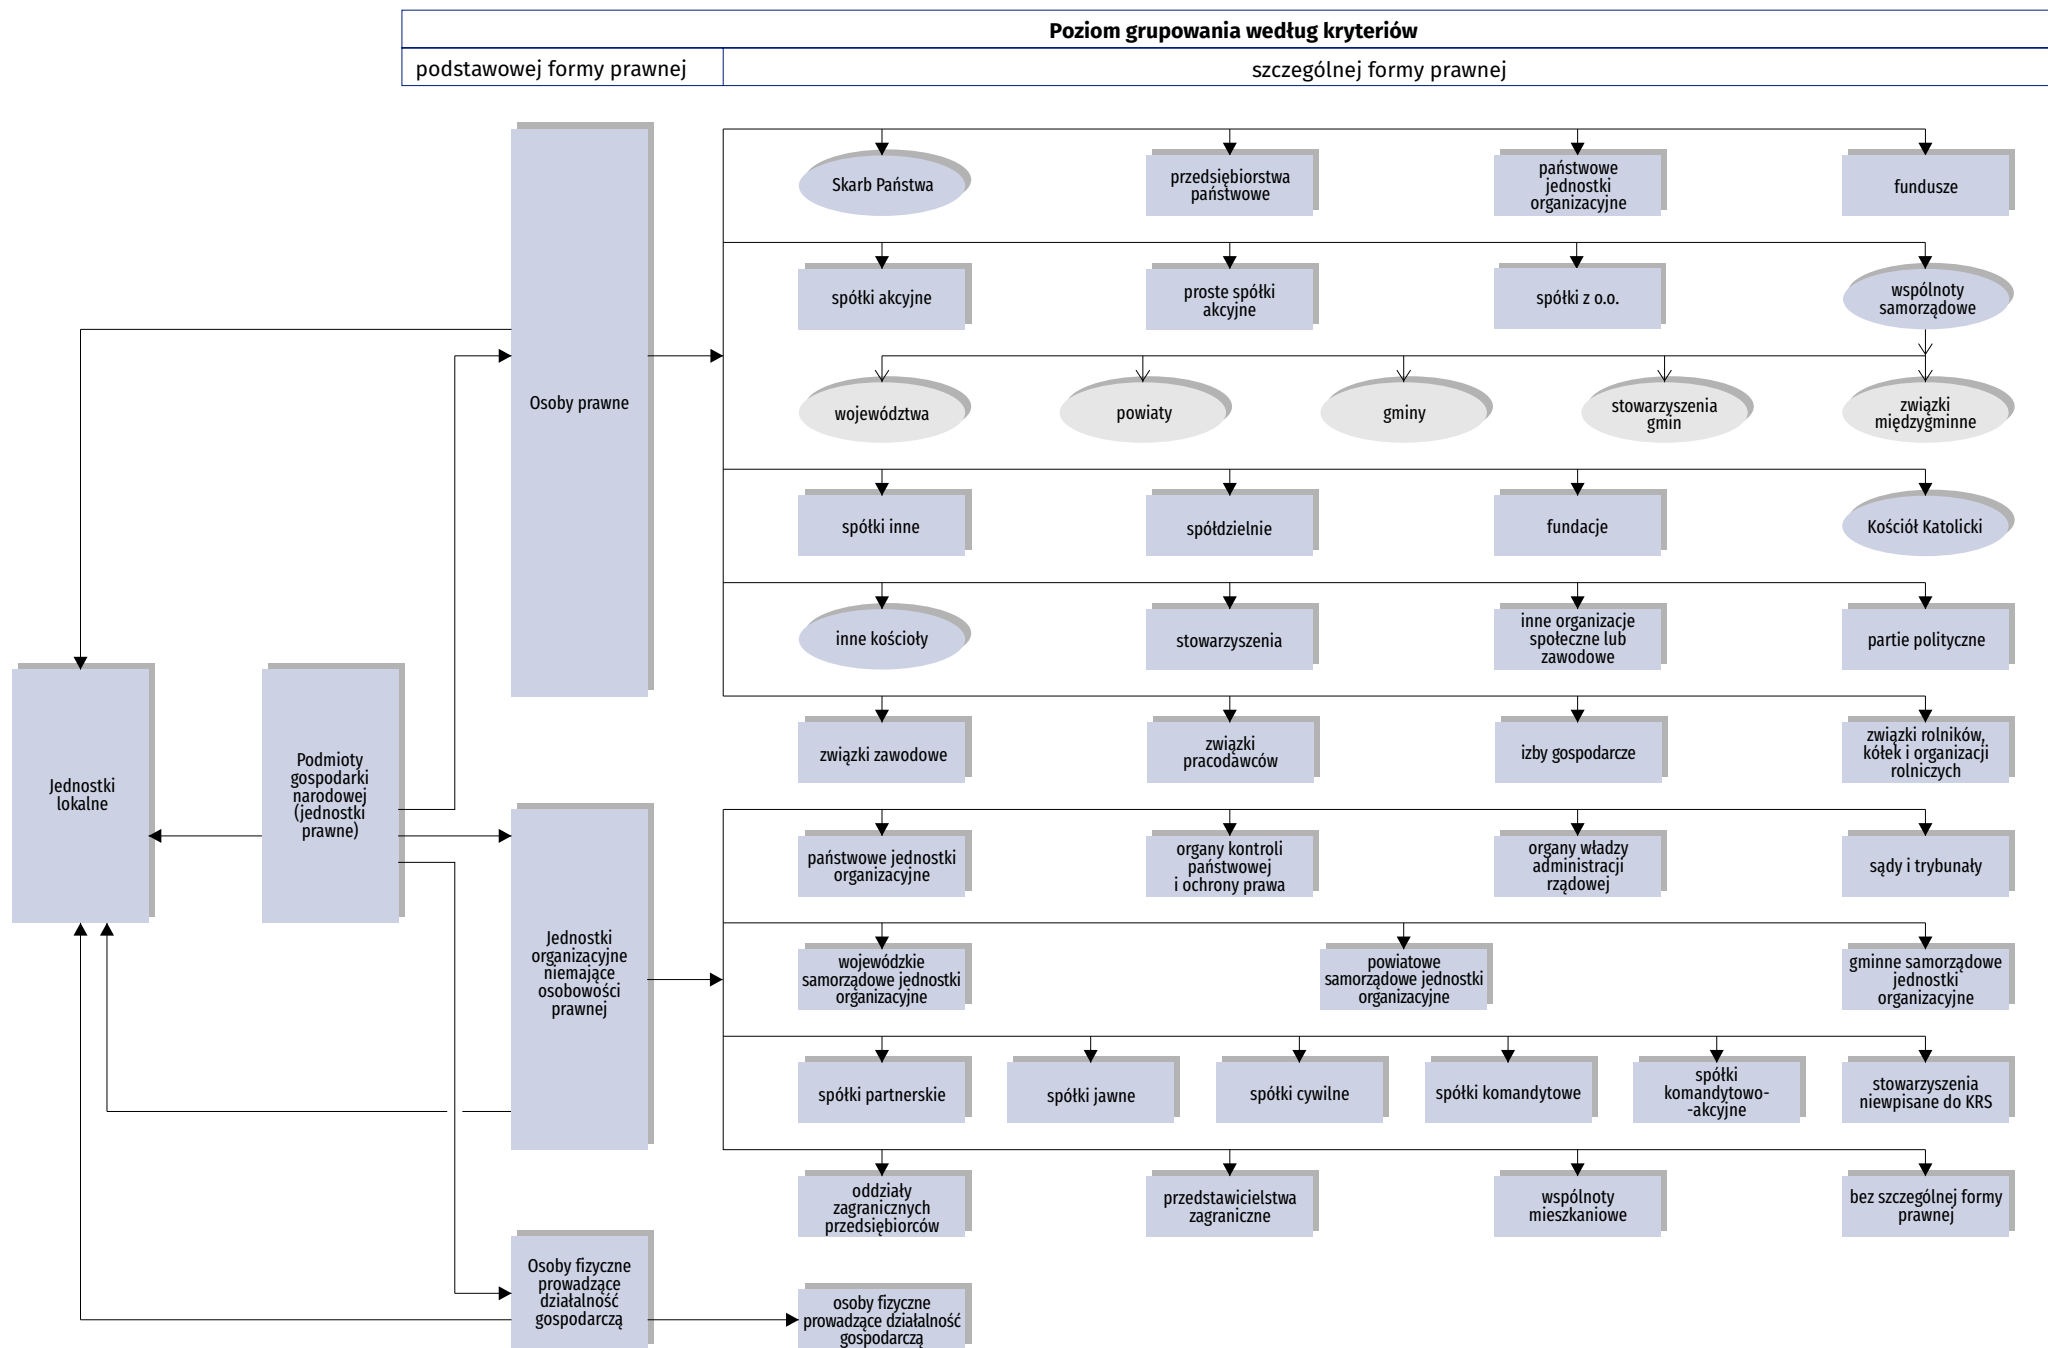 Poziom grupowania według kryteriów
podstawowej formy prawnej
szczególnej formy prawnej
Skarb Państwa
przedsiębiorstwa
państwowe
państwowe
jednostki
organizacyjne
fundusze
spółki akcyjne
proste spółki
akcyjne
spółki z o.o.
wspólnoty
samorządowe
Osoby prawne
województwa
powiaty
gminy
stowarzyszenia
gmin
związki
międzygminne
spółki inne
spółdzielnie
fundacje
Kościół Katolicki
inne kościoły
stowarzyszenia
inne organizacje
społeczne lub
zawodowe
partie polityczne
związki zawodowe
związki
pracodawców
izby gospodarcze
związki rolników,
kółek i organizacji
rolniczych
Jednostki
lokalne
Podmioty
gospodarki
narodowej
(jednostki
prawne)
państwowe jednostki
organizacyjne
organy kontroli
państwowej
i ochrony prawa
organy władzy
administracji
rządowej
sądy i trybunały
Jednostki
organizacyjne
niemające
osobowości
prawnej
wojewódzkie
samorządowe jednostki
organizacyjne
powiatowe
samorządowe jednostki
organizacyjne
gminne samorządowe
jednostki
organizacyjne
spółki partnerskie
spółki jawne
spółki cywilne
spółki komandytowe
spółki
komandytowo-
-akcyjne
stowarzyszenia
niewpisane do KRS
oddziały
zagranicznych
przedsiębiorców
przedstawicielstwa
zagraniczne
wspólnoty
mieszkaniowe
bez szczególnej formy
prawnej
Osoby fizyczne
prowadzące
działalność
gospodarczą
osoby fizyczne
prowadzące działalność
gospodarczą